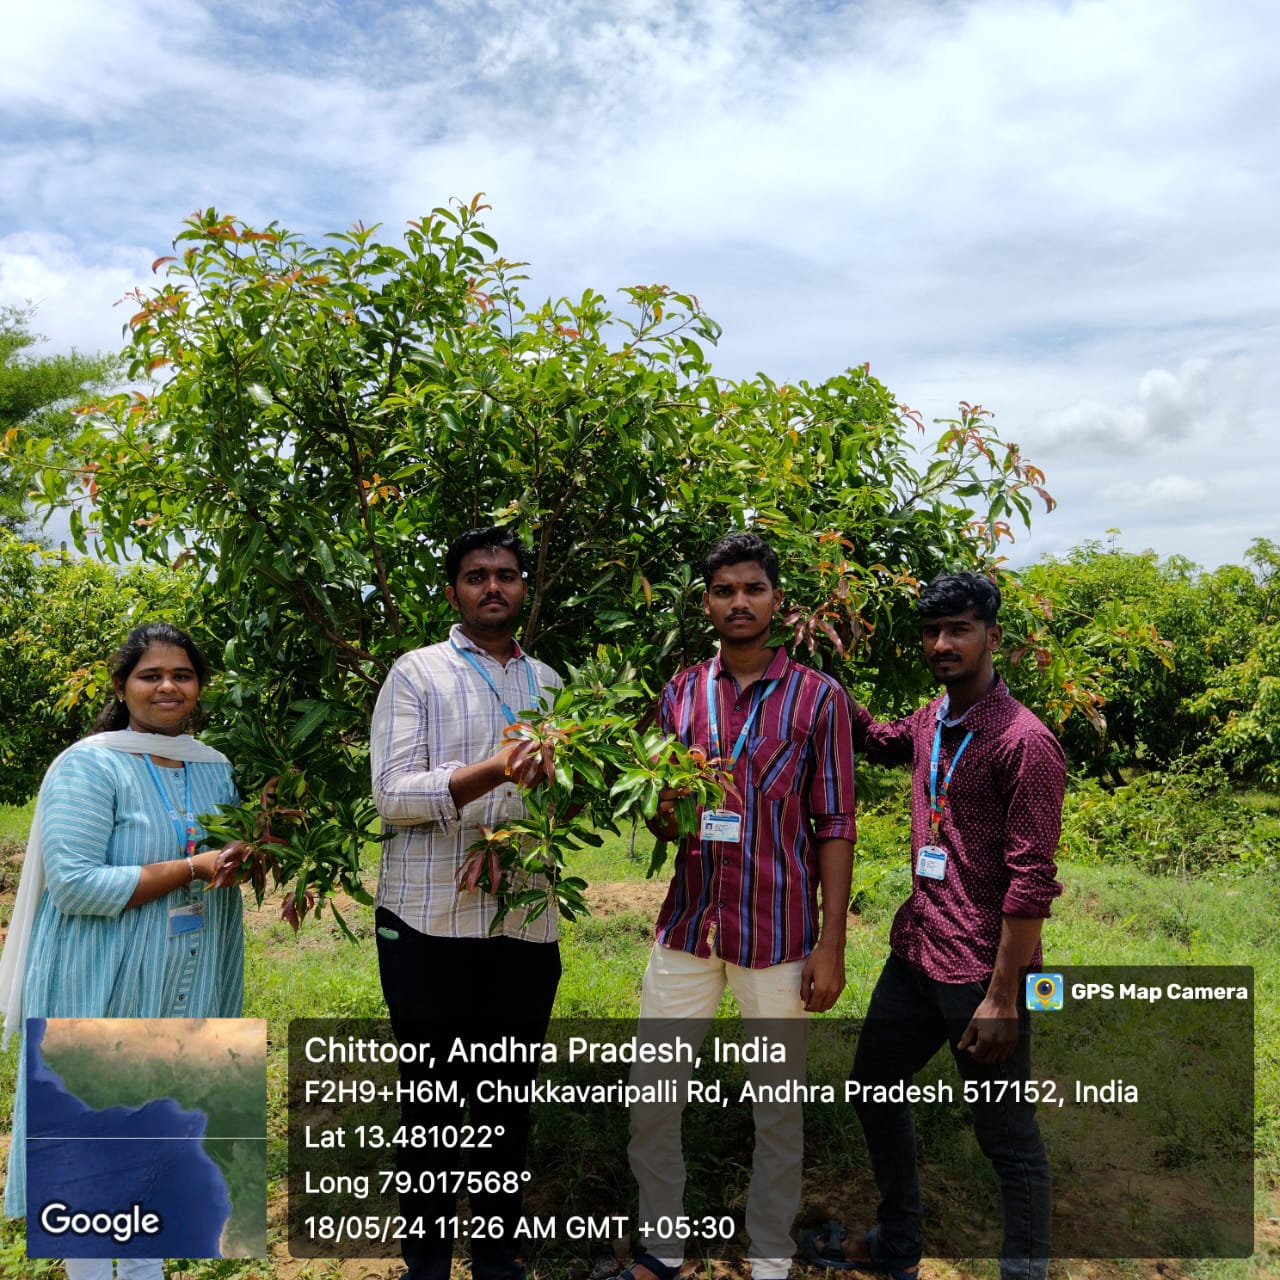 GPS Map Camera
Chittoor, Andhra Pradesh, India
F2H9+H6M, Chukkavaripalli Rd, Andhra Pradesh 517152, India
Lat 13.481022°
Long 79.017568°
18/05/24 11:26 AM GMT +05:30
Google